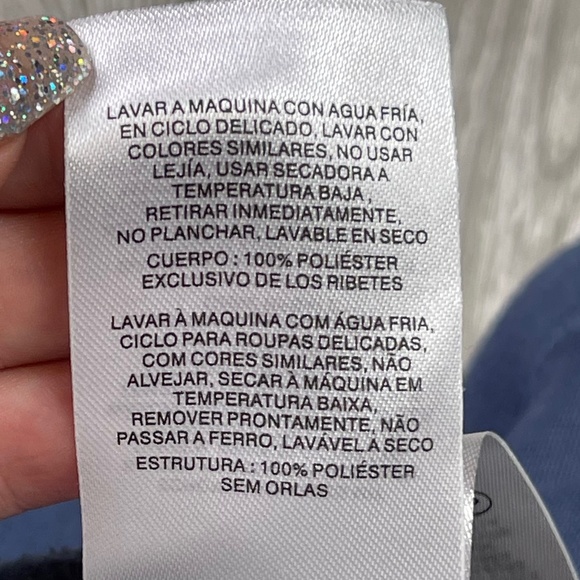 LAVAR A MAQUINA CON AGUA FRÍA,
EN CICLO DELICADO, LAVAR CON
COLORES SIMILARES, NO USAR
LEJÍA, USAR SECADORA A
TEMPERATURA BAJA,
RETIRAR INMEDIATAMENTE,
NO PLANCHAR, LAVABLE EN SECO
CUERPO: 100% POLIÉSTER
EXCLUSIVO DE LOS RIBETES
LAVAR À MAQUINA COM ÁGUA FRIA,
CICLO PARA ROUPAS DELICADAS,
COM CORES SIMILARES, NÃO
ALVEJAR, SECAR À MÁQUINA EM
TEMPERATURA BAIXA,
REMOVER PRONTAMENTE, NÃO
PASSAR A FERRO, LAVÁVEL A SECO
ESTRUTURA: 100% POLIÉSTER
SEM ORLAS